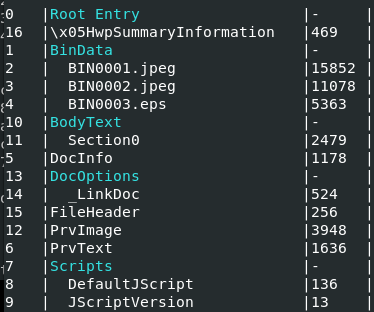 0 |Root Entry |- |
16 |\x05HwpSummaryInformation |469 |
1 |BinData |- |
2 | BIN0001.jpeg |15852 |
3 | BIN0002.jpeg |11078 |
4 | BIN0003.eps |5363 |
10 |BodyText |- |
11 | Section0 |2479 |
5 |DocInfo |1178 |
13 |DocOptions |- |
14 | _LinkDoc |524 |
15 |FileHeader |256 |
12 |PrvImage |3948 |
6 |PrvText |1636 |
7 |Scripts |- |
8 | DefaultJScript |136 |
9 | JScriptVersion |13 |